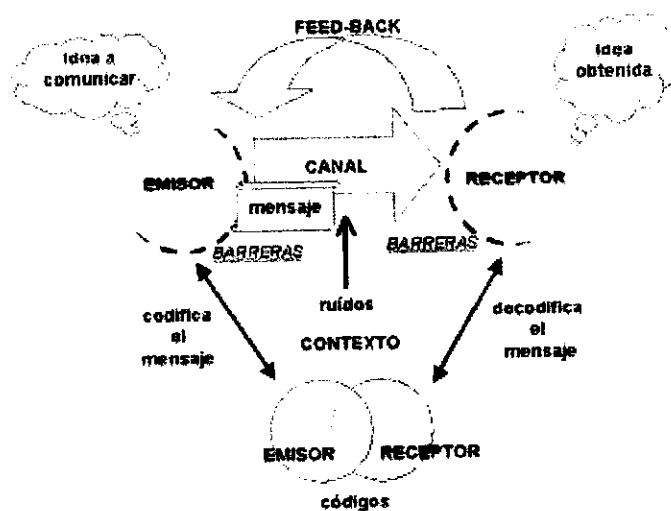 FEED-BACK
Idea a
comunicar
Idea
obtenida
CANAL
EMISOR
RECEPTOR
mensaje
BARRERAS
BARRERAS
ruídos
codifica
el
mensaje
decodifica
el
mensaje
CONTEXTO
EMISOR
RECEPTOR
códigos